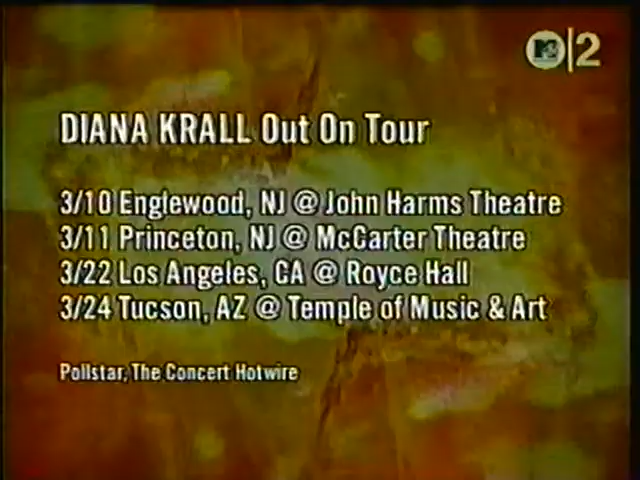 MTV 2
DIANA KRALL Out On Tour
3/10 Englewood, NJ @ John Harms Theatre
3/11 Princeton, NJ @ McCarter Theatre
3/22 Los Angeles, CA @ Royce Hall
3/24 Tucson, AZ @ Temple of Music & Art
Pollstar, The Concert Hotwire